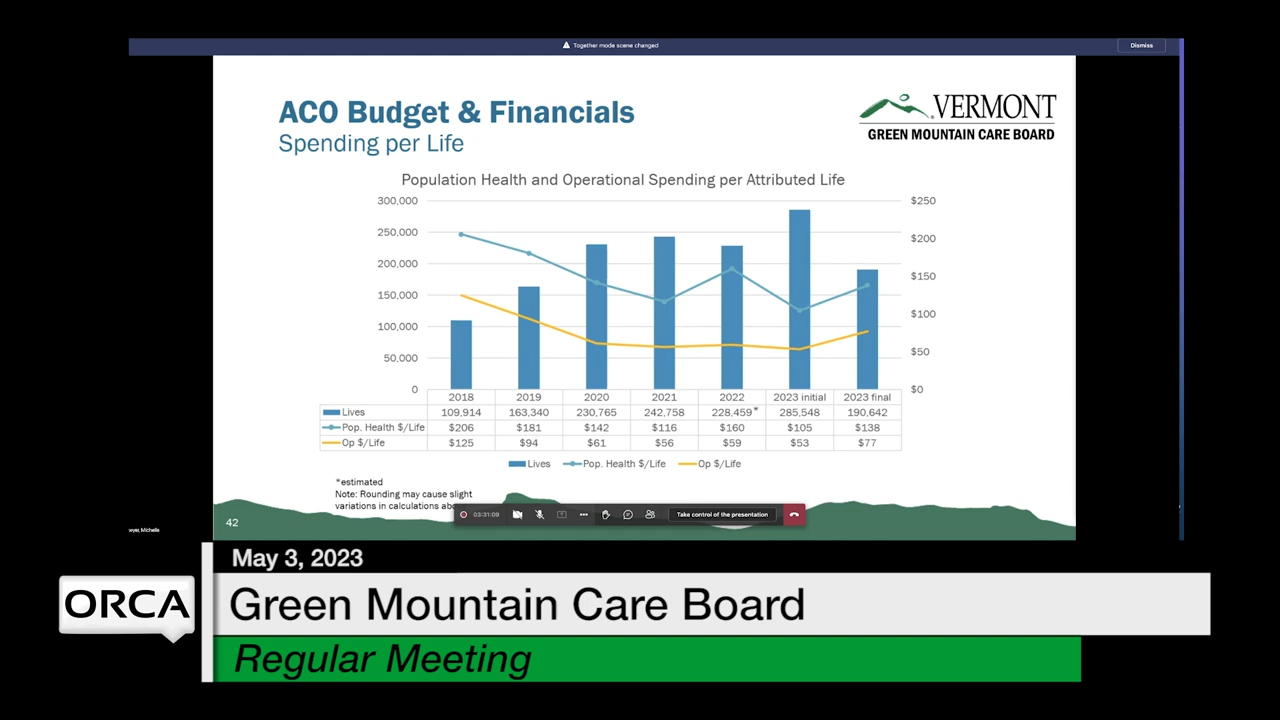 Together mode scene changed
Dismiss
ACO Budget & Financials
Spending per Life
VERMONT
GREEN MOUNTAIN CARE BOARD
Population Health and Operational Spending per Attributed Life
300,000
250,000
200,000
150,000
100,000
50,000
0
$250
$200
$150
$100
$50
$0
2018 2019 2020 2021 2022 2023 initial 2023 final
Lives 109,914 163,340 230,765 242,758 228,459* 285,548 190,642
Pop. Health $/Life $206 $181 $142 $116 $160 $105 $138
Op $/Life $125 $94 $61 $56 $59 $53 $77
Lives Pop. Health $/Life Op $/Life
*estimated
Note: Rounding may cause slight
variations in calculations
42
03:31:09
Take control of the presentation
Michelle
May 3, 2023
ORCA
Green Mountain Care Board
Regular Meeting